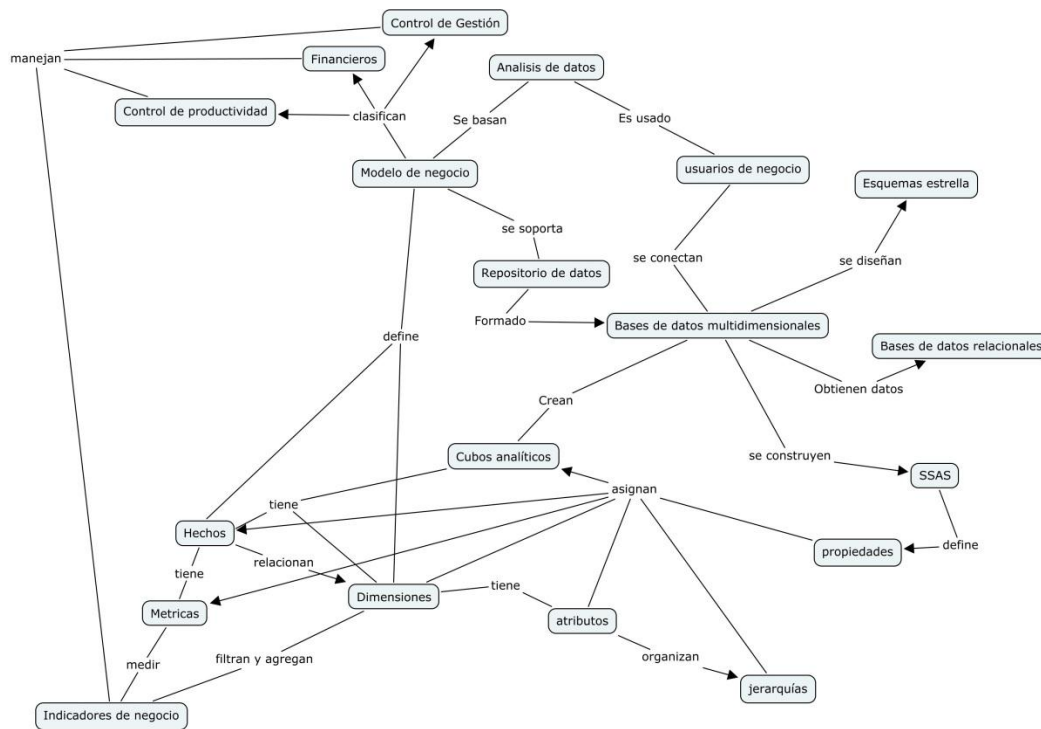 Control de Gestión
manejan
Financieros
Analisis de datos
Control de productividad
clasifican
Se basan
Es usado
Modelo de negocio
usuarios de negocio
Esquemas estrella
se soporta
se conectan
se diseñan
Repositorio de datos
Formado
Bases de datos multidimensionales
define
Bases de datos relacionales
Obtienen datos
Crean
Cubos analíticos
se construyen
SSAS
asignan
tiene
Hechos
relacionan
propiedades
define
tiene
Dimensiones
tiene
Metricas
atributos
medir
filtran y agregan
organizan
jerarquías
Indicadores de negocio